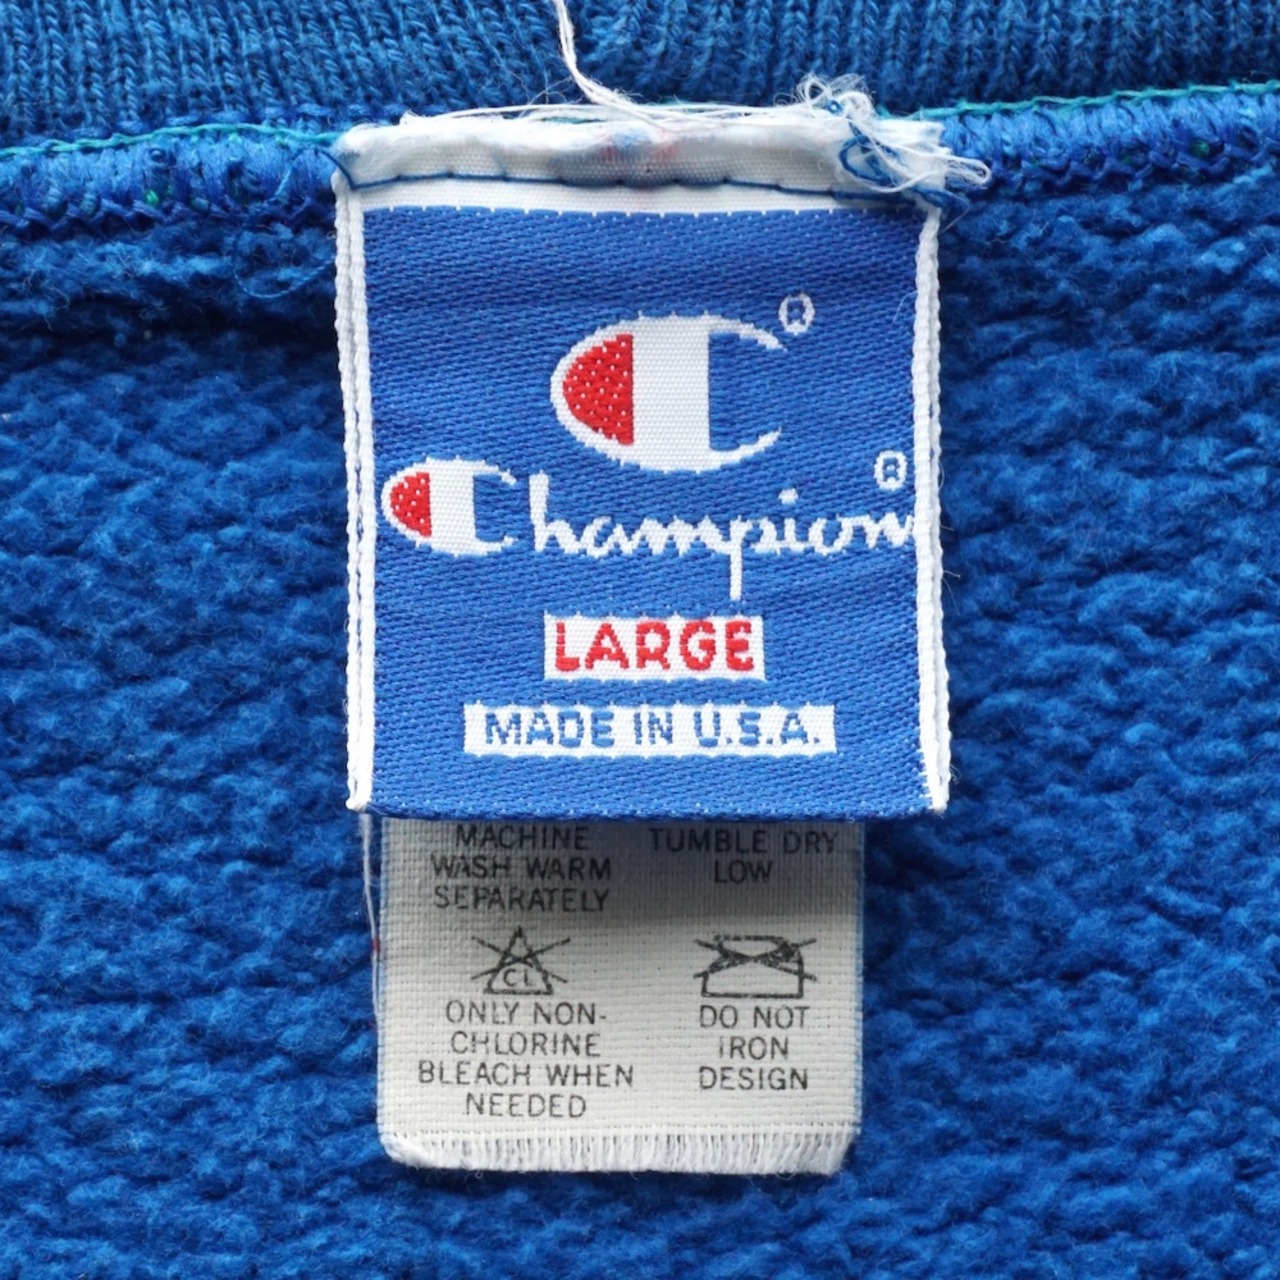 ®
Champion®
LARGE
MADE IN U.S.A.
MACHINE
WASH WARM
SEPARATELY
TUMBLE DRY
LOW
CL
ONLY NON-
CHLORINE
BLEACH WHEN
NEEDED
DO NOT
IRON
DESIGN